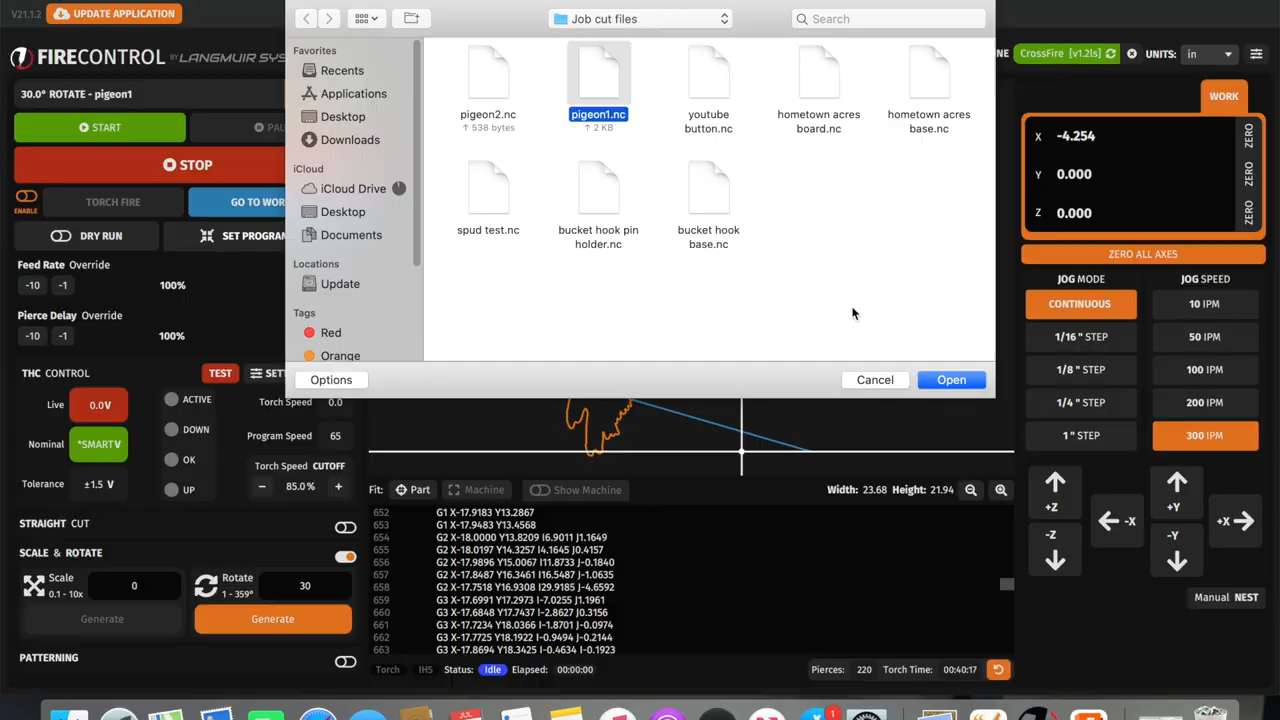 V21.1.2
UPDATE APPLICATION
FIRECONTROL
BY LANGMUIR SYS
30.0° ROTATE - pigeon1
START
PAU
STOP
ENABLE
TORCH FIRE
GO TO WOR
DRY RUN
SET PROGRAM
Feed Rate Override
-10
-1
100%
Pierce Delay Override
-10
-1
100%
THC CONTROL
TEST
SETT
Live
0.0V
Nominal
*SMART V
Tolerance
±1.5 V
ACTIVE
DOWN
OK
UP
Torch Speed
0.0
Program Speed
65
Torch Speed CUTOFF
−
85.0 %
+
STRAIGHT CUT
SCALE & ROTATE
Scale
0.1 - 10x
0
Rotate
1 - 359°
30
Generate
Generate
PATTERNING
Job cut files
Search
Favorites
Recents
Applications
Desktop
Downloads
iCloud
iCloud Drive
Desktop
Documents
Locations
Update
Tags
Red
Orange
pigeon2.nc
↑ 538 bytes
pigeon1.nc
↑ 2 KB
youtube
button.nc
hometown acres
board.nc
hometown acres
base.nc
spud test.nc
bucket hook pin
holder.nc
bucket hook
base.nc
Options
Cancel
Open
Fit:
Part
Machine
Show Machine
Width: 23.68 Height: 21.94
652 G1 X-17.9183 Y13.2867
653 G1 X-17.9483 Y13.4568
654 G2 X-18.0000 Y13.8209 I6.9011 J1.1649
655 G2 X-18.0197 Y14.3257 I4.1645 J0.4157
656 G2 X-17.9896 Y15.0067 I11.8733 J-0.1840
657 G2 X-17.8487 Y16.3461 I16.5487 J-1.0635
658 G2 X-17.7518 Y16.9308 I29.9185 J-4.6592
659 G3 X-17.6991 Y17.2973 I-7.0255 J1.1961
660 G3 X-17.6848 Y17.7437 I-2.8627 J0.3156
661 G3 X-17.7234 Y18.0366 I-1.8701 J-0.0974
662 G3 X-17.7725 Y18.1922 I-0.9494 J-0.2144
663 G3 X-17.8694 Y18.3425 I-0.4634 J-0.1923
Torch
IHS
Status:
Idle
Elapsed:
00:00:00
Pierces:
220
Torch Time:
00:40:17
NE
CrossFire [v1.2ls]
UNITS:
in
WORK
X
-4.254
ZERO
Y
0.000
ZERO
Z
0.000
ZERO
ZERO ALL AXES
JOG MODE
JOG SPEED
CONTINUOUS
10 IPM
1/16 " STEP
50 IPM
1/8 " STEP
100 IPM
1/4 " STEP
200 IPM
1 " STEP
300 IPM
+Z
-Z
-X
+Y
-Y
+X
Manual NEST
JUL
1